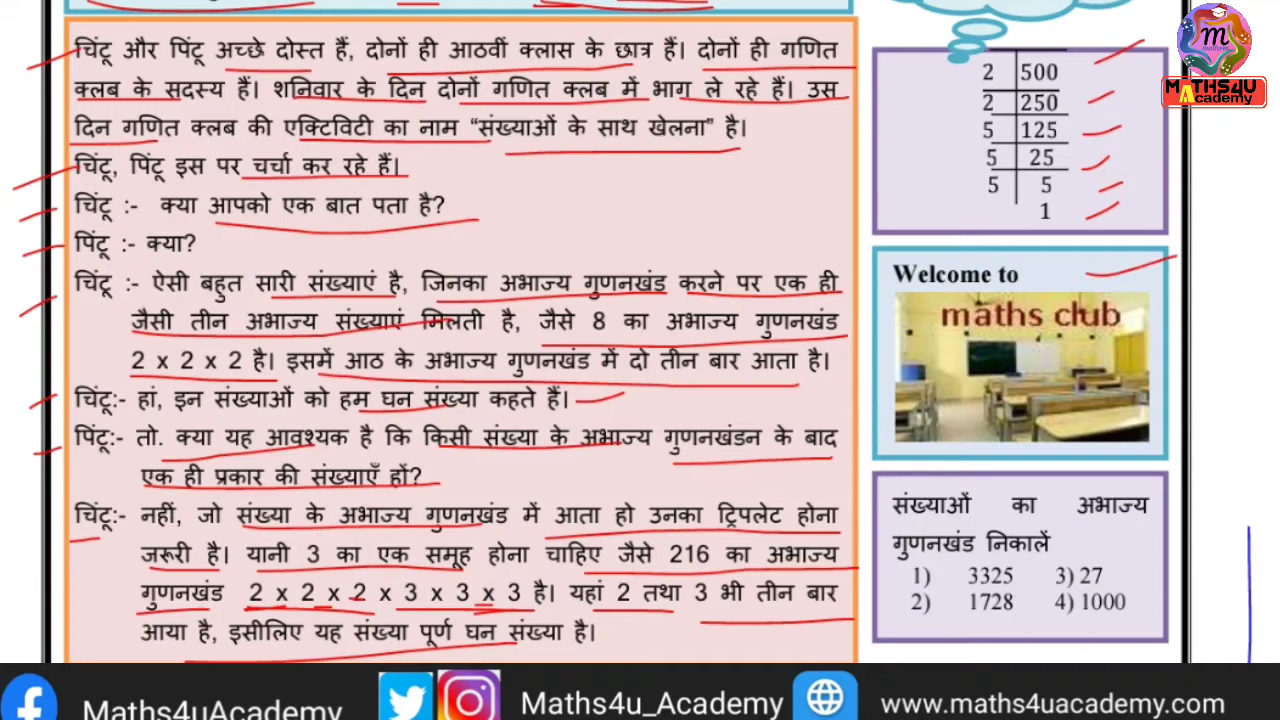 चिंटू और पिंटू अच्छे दोस्त हैं, दोनों ही आठवीं क्लास के छात्र हैं। दोनों ही गणित
क्लब के सदस्य हैं। शनिवार के दिन दोनों गणित क्लब में भाग ले रहे हैं। उस
दिन गणित क्लब की एक्टिविटी का नाम “संख्याओं के साथ खेलना” है।
चिंटू, पिंटू इस पर चर्चा कर रहे हैं।
चिंटू :- क्या आपको एक बात पता है?
पिंटू :- क्या?
चिंटू :- ऐसी बहुत सारी संख्याएं है, जिनका अभाज्य गुणनखंड करने पर एक ही
जैसी तीन अभाज्य संख्याएं मिलती है, जैसे 8 का अभाज्य गुणनखंड
2 x 2 x 2 है। इसमें आठ के अभाज्य गुणनखंड में दो तीन बार आता है।
चिंटू:- हां, इन संख्याओं को हम घन संख्या कहते हैं।
पिंटू:- तो. क्या यह आवश्यक है कि किसी संख्या के अभाज्य गुणनखंडन के बाद
एक ही प्रकार की संख्याएँ हों?
चिंटू:- नहीं, जो संख्या के अभाज्य गुणनखंड में आता हो उनका ट्रिपलेट होना
जरूरी है। यानी 3 का एक समूह होना चाहिए जैसे 216 का अभाज्य
गुणनखंड 2 x 2 x 2 x 3 x 3 x 3 है। यहां 2 तथा 3 भी तीन बार
आया है, इसीलिए यह संख्या पूर्ण घन संख्या है।
2 500
2 250
5 125
5 25
5 5
1
m
MATHS4U
Academy
Welcome to
maths club
संख्याओं का अभाज्य
गुणनखंड निकालें
1) 3325 3) 27
2) 1728 4) 1000
Maths4uAcademy
Maths4u_Academy
www.maths4uacademy.com